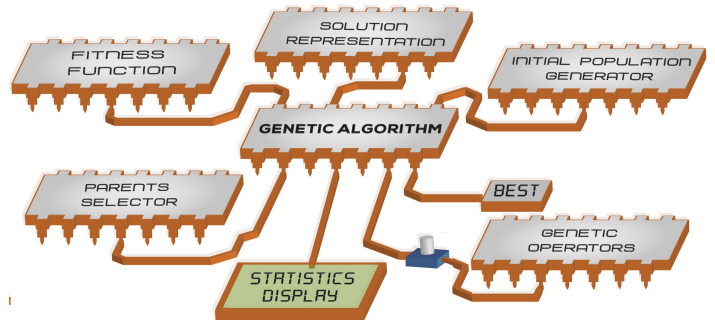 SOLUTION
REPRESENTATION
FITNESS
FUNCTION
INITIAL POPULATION
GENERATOR
GENETIC ALGORITHM
PARENTS
SELECTOR
BEST
GENETIC
OPERATORS
STATISTICS
DISPLAY